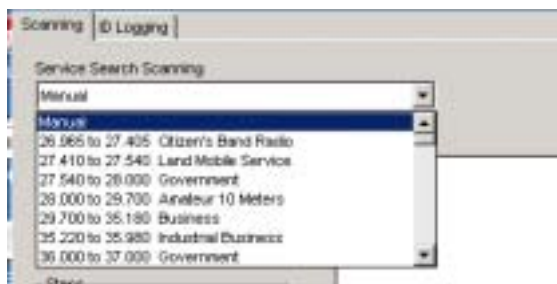 Scanning ID Logging
Service Search Scanning
Manual
Manual
26.965 to 27.405 Citizen's Band Radio
27.410 to 27.540 Land Mobile Service
27.540 to 28.000 Government
28.000 to 29.700 Amateur 10 Meters
29.700 to 35.180 Business
35.220 to 35.980 Industrial Business
36.000 to 37.000 Government